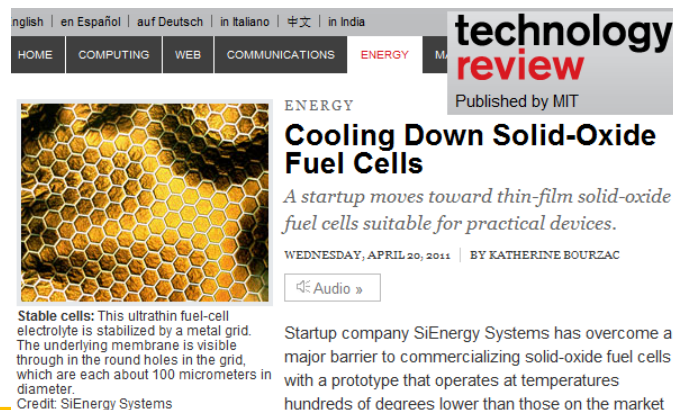 English | en Español | auf Deutsch | in Italiano | 中文 | in India
HOME COMPUTING WEB COMMUNICATIONS ENERGY
technology
review
Published by MIT
ENERGY
Cooling Down Solid-Oxide
Fuel Cells
A startup moves toward thin-film solid-oxide
fuel cells suitable for practical devices.
WEDNESDAY, APRIL 20, 2011 | BY KATHERINE BOURZAC
Audio »
Stable cells: This ultrathin fuel-cell
electrolyte is stabilized by a metal grid.
The underlying membrane is visible
through in the round holes in the grid,
which are each about 100 micrometers in
diameter.
Credit: SiEnergy Systems
Startup company SiEnergy Systems has overcome a
major barrier to commercializing solid-oxide fuel cells
with a prototype that operates at temperatures
hundreds of degrees lower than those on the market